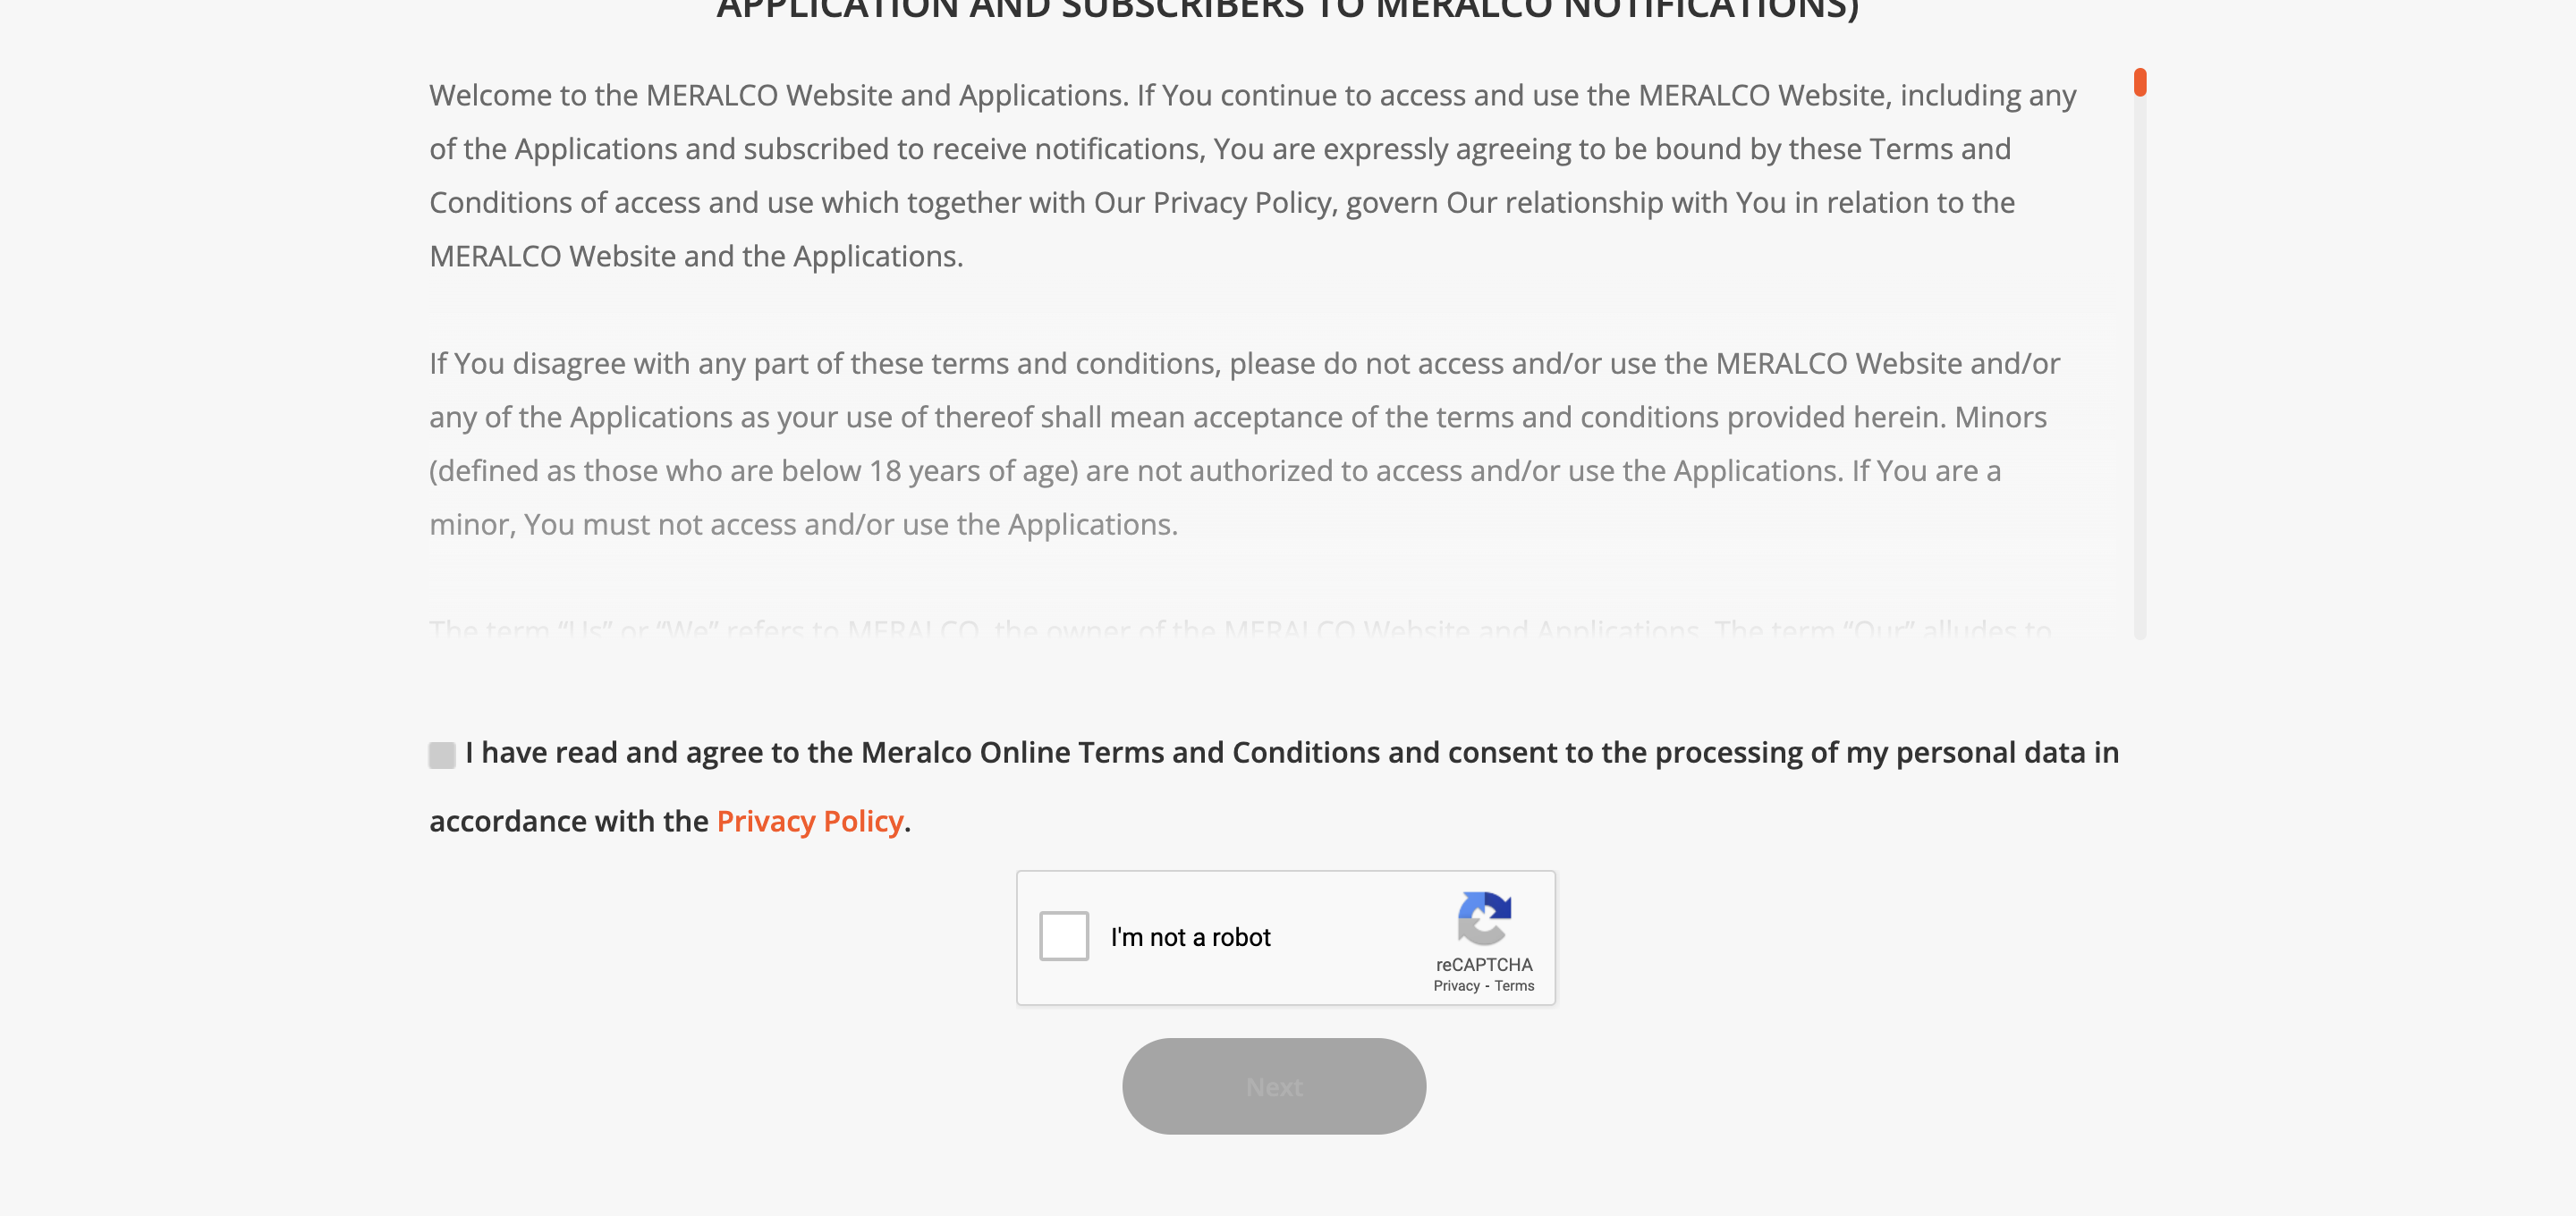 APPLICATION AND SUBSCRIBERS TO MERALCO NOTIFICATIONS)
Welcome to the MERALCO Website and Applications. If You continue to access and use the MERALCO Website, including any
of the Applications and subscribed to receive notifications, You are expressly agreeing to be bound by these Terms and
Conditions of access and use which together with Our Privacy Policy, govern Our relationship with You in relation to the
MERALCO Website and the Applications.
If You disagree with any part of these terms and conditions, please do not access and/or use the MERALCO Website and/or
any of the Applications as your use of thereof shall mean acceptance of the terms and conditions provided herein. Minors
(defined as those who are below 18 years of age) are not authorized to access and/or use the Applications. If You are a
minor, You must not access and/or use the Applications.
The term “Us” or “We” refers to MERALCO, the owner of the MERALCO Website and Applications. The term “Our” alludes to
I have read and agree to the Meralco Online Terms and Conditions and consent to the processing of my personal data in
accordance with the Privacy Policy.
I'm not a robot
reCAPTCHA
Privacy - Terms
Next